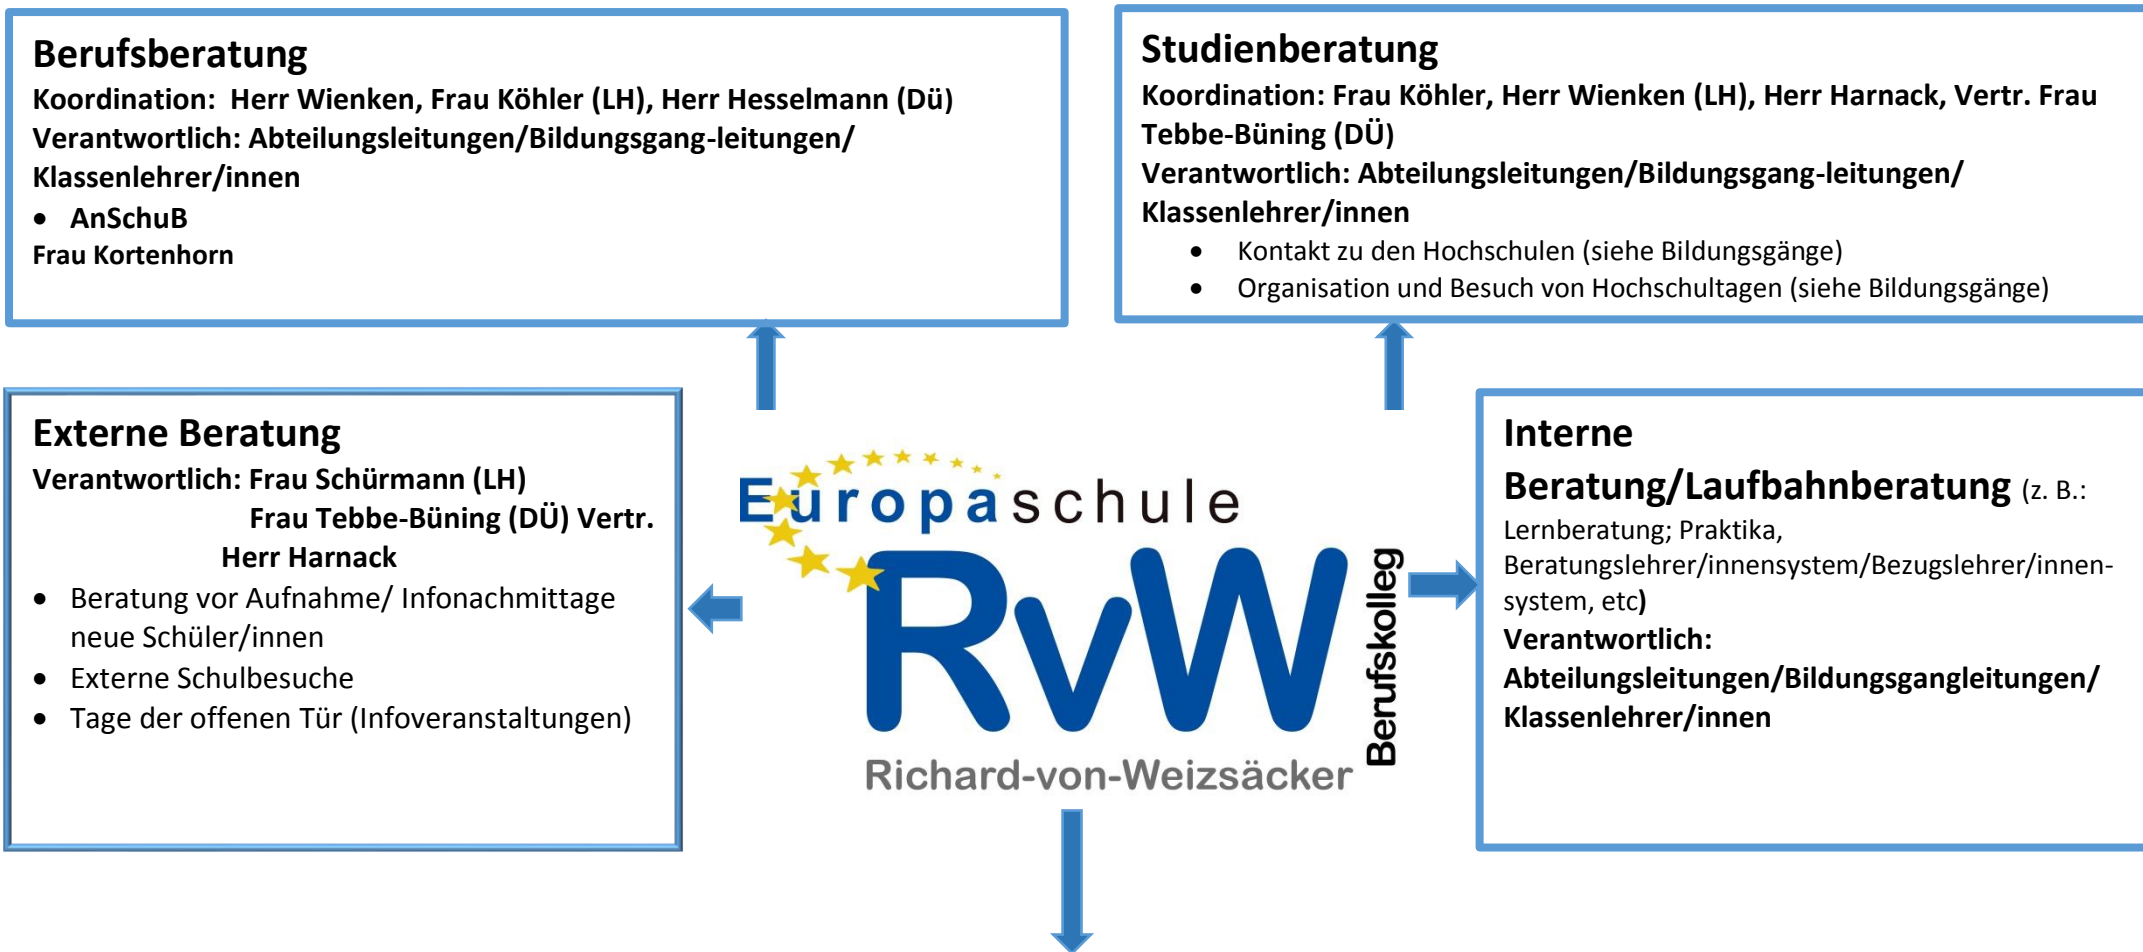 Berufsberatung
Koordination: Herr Wienken, Frau Köhler (LH), Herr Hesselmann (Dü)
Verantwortlich: Abteilungsleitungen/Bildungsgang-leitungen/
Klassenlehrer/innen
• AnSchuB
Frau Kortenhorn
Studienberatung
Koordination: Frau Köhler, Herr Wienken (LH), Herr Harnack, Vertr. Frau
Tebbe-Büning (DÜ)
Verantwortlich: Abteilungsleitungen/Bildungsgang-leitungen/
Klassenlehrer/innen
• Kontakt zu den Hochschulen (siehe Bildungsgänge)
• Organisation und Besuch von Hochschultagen (siehe Bildungsgänge)
Externe Beratung
Verantwortlich: Frau Schürmann (LH)
Frau Tebbe-Büning (DÜ) Vertr.
Herr Harnack
• Beratung vor Aufnahme/ Infonachmittage
neue Schüler/innen
• Externe Schulbesuche
• Tage der offenen Tür (Infoveranstaltungen)
Europaschule
RvW
Berufskolleg
Richard-von-Weizsäcker
Interne
Beratung/Laufbahnberatung (z. B.:
Lernberatung; Praktika,
Beratungslehrer/innensystem/Bezugslehrer/innen-
system, etc)
Verantwortlich:
Abteilungsleitungen/Bildungsgangleitungen/
Klassenlehrer/innen